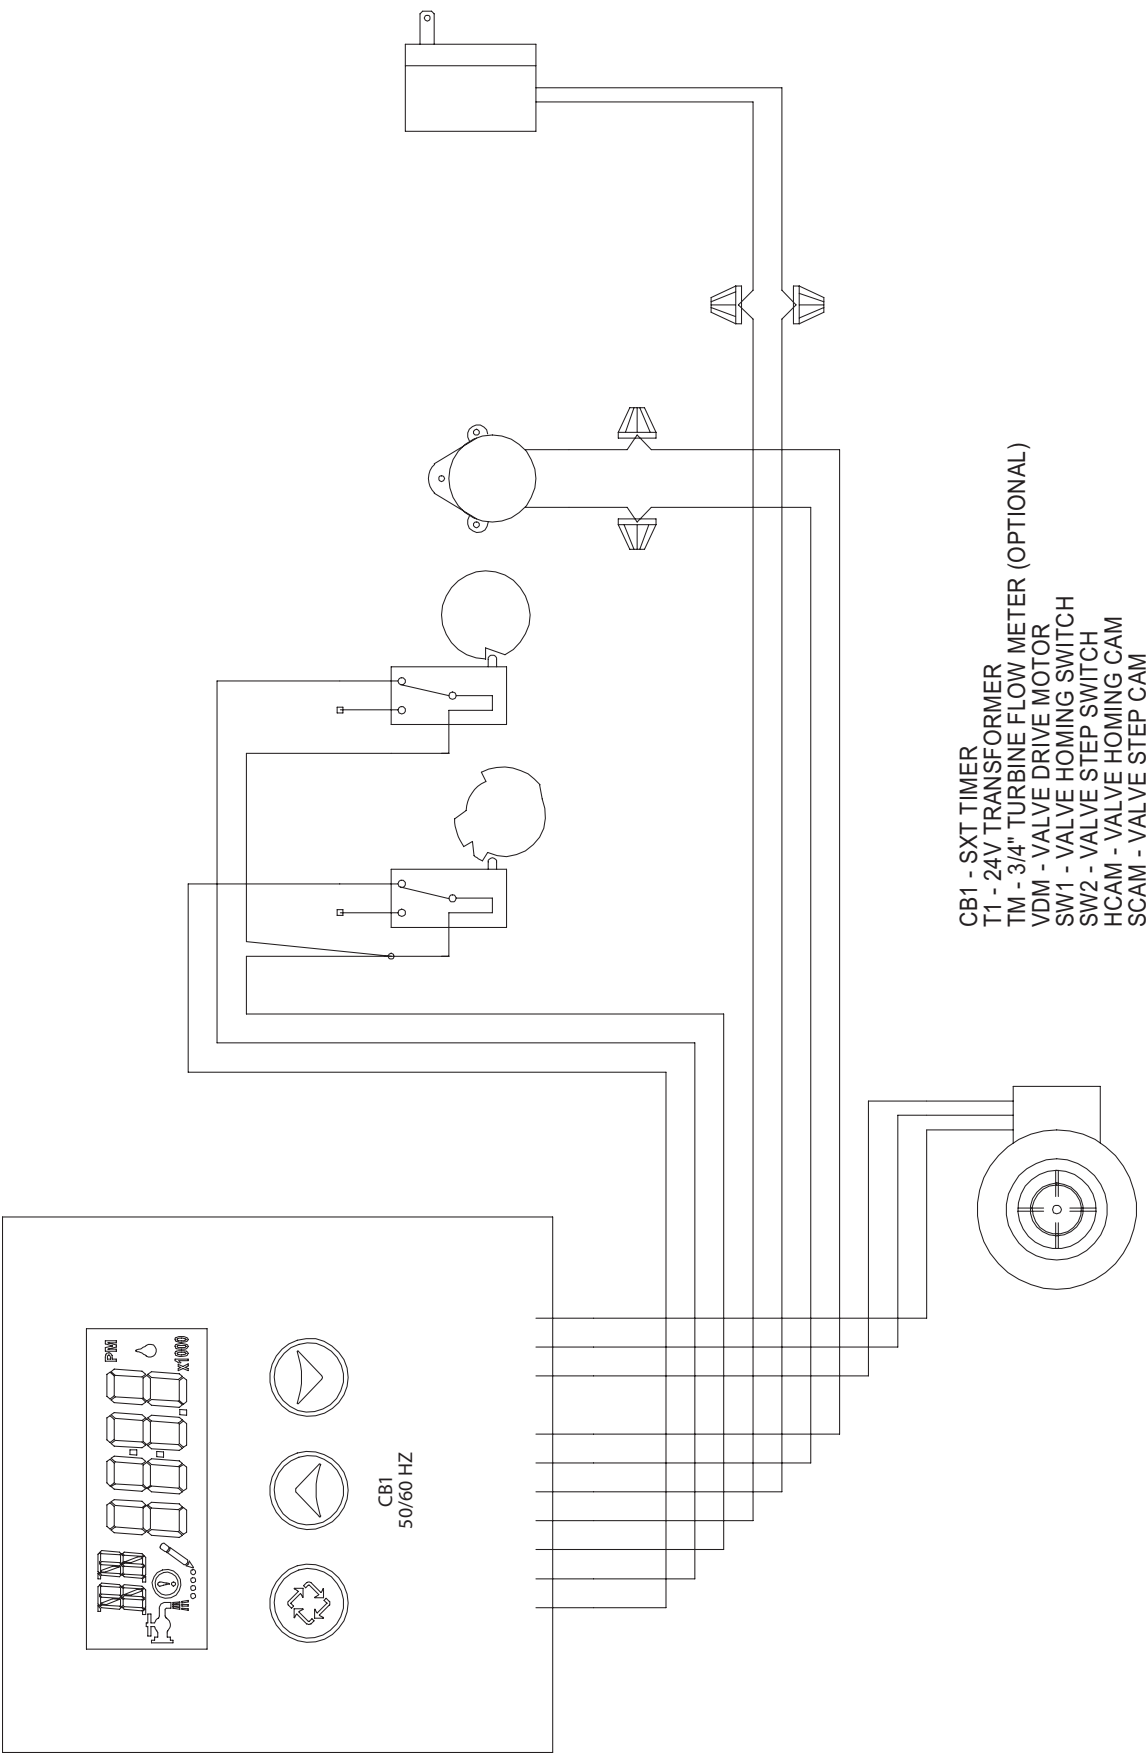 PM
x1000
CB1
50/60 HZ
CB1 - SXT TIMER
T1 - 24V TRANSFORMER
TM - 3/4" TURBINE FLOW METER (OPTIONAL)
VDM - VALVE DRIVE MOTOR
SW1 - VALVE HOMING SWITCH
SW2 - VALVE STEP SWITCH
HCAM - VALVE HOMING CAM
SCAM - VALVE STEP CAM